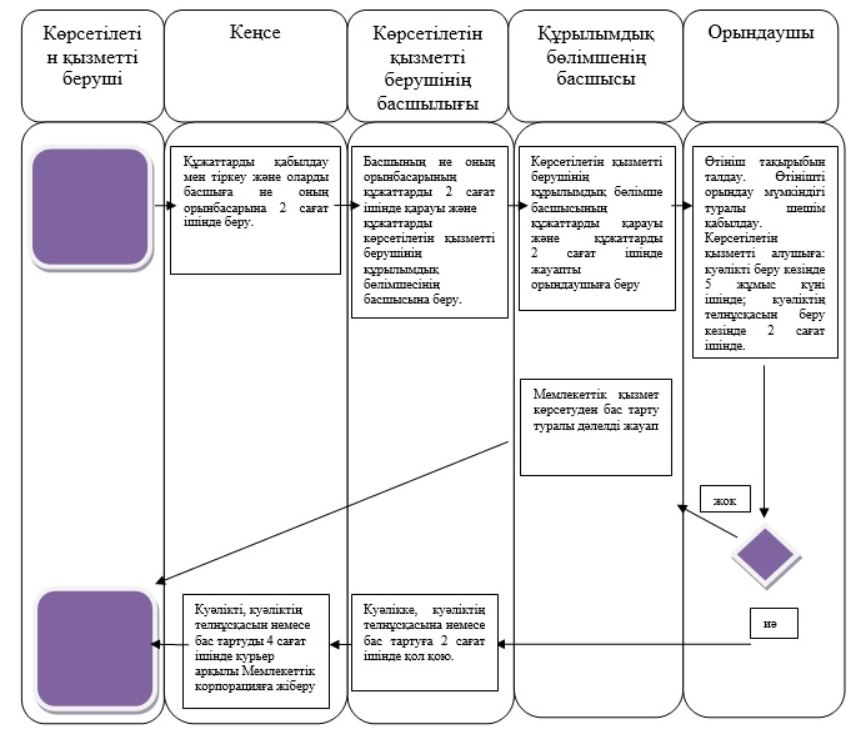 Көрсетілеті
н қызметті
беруші
Кеңсе
Көрсетілетін
қызметті
берушінің
басшылығы
Құрылымдық
бөлімшенің
басшысы
Орындаушы
Құжаттарды қабылдау
мен тіркеу және оларды
басшыға не оның
орынбасарына 2 сағат
ішінде беру.
Басшының не оның
орынбасарының
құжаттарды 2 сағат
ішінде қарауы және
құжаттарды
көрсетілетін қызметті
берушінің
құрылымдық
бөлімшесінің
басшысына беру.
Көрсетілетін қызметті
берушінің
құрылымдық бөлімше
басшысының
құжаттарды қарауы
және құжаттарды
2 сағат ішінде
жауапты
орындаушыға беру
Өтініш тақырыбын
талдау. Өтінішті
орындау мүмкіндігі
туралы шешім
қабылдау.
Көрсетілетін
қызметті алушыға:
куәлікті беру кезінде
5 жұмыс күні
ішінде; куәліктің
телнұсқасын беру
кезінде 2 сағат
ішінде.
Мемлекеттік қызмет
көрсетуден бас тарту
туралы дәлелді жауап
жок
иә
Куәлікті, куәліктің
телнұсқасын немесе
бас тартуды 4 сағат
ішінде курьер
арқылы Мемлекеттік
корпорацияға жіберу
Куәлікке, куәліктің
телнұсқасына немесе
бас тартуға 2 сағат
ішінде қол қою.